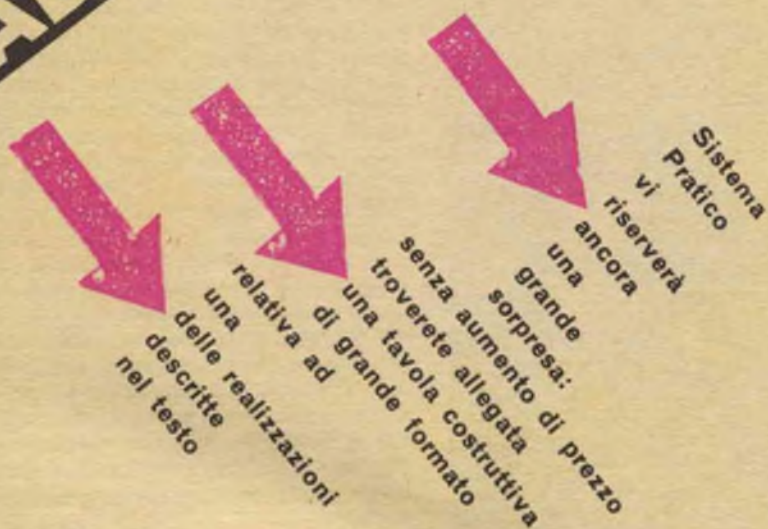 Sistema
Pratico
vi
riserverà
ancora
una
grande
sorpresa:
senza aumento di prezzo
troverete allegata
una tavola costruttiva
di grande formato
relativa ad
una
delle realizzazioni
descritte
nel testo